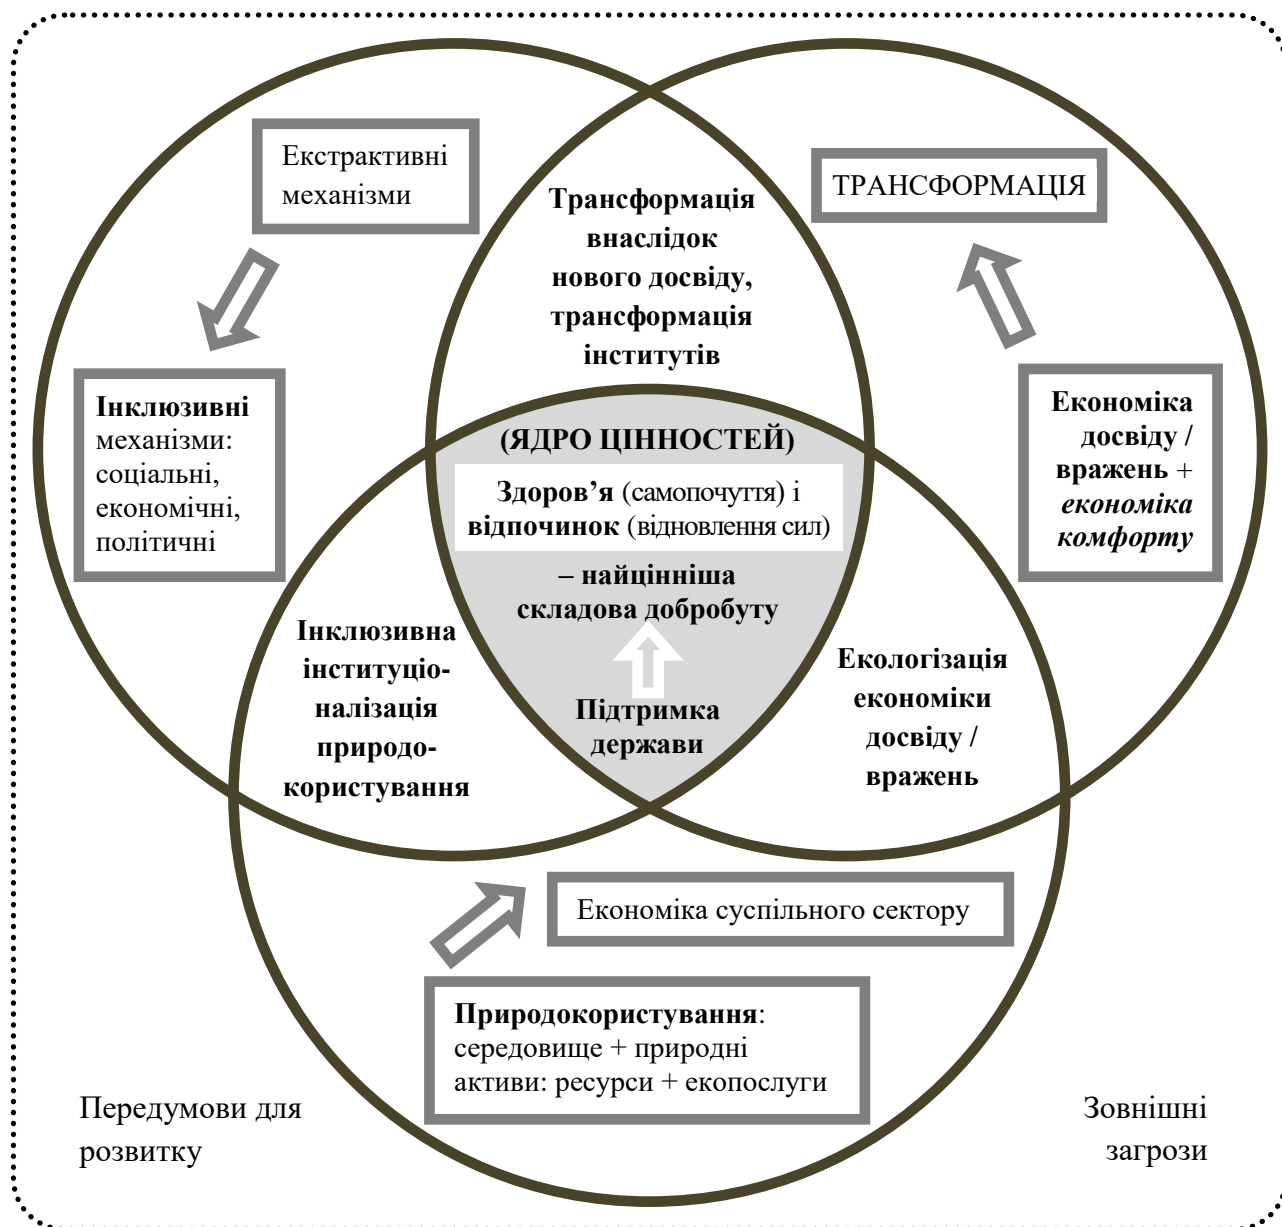 Екстрактивні
механізми
ТРАНСФОРМАЦІЯ
Трансформація
внаслідок
нового досвіду,
трансформація
інститутів
Інклюзивні
механізми:
соціальні,
економічні,
політичні
Економіка
досвіду /
вражень +
економіка
комфорту
(ЯДРО ЦІННОСТЕЙ)
Здоров’я (самопочуття) і
відпочинок (відновлення сил)
– найцінніша
складова добробуту
Підтримка
держави
Інклюзивна
інституціо-
налізація
природо-
користування
Екологізація
економіки
досвіду /
вражень
Економіка суспільного сектору
Природокористування:
середовище + природні
активи: ресурси + екопослуги
Передумови для
розвитку
Зовнішні
загрози